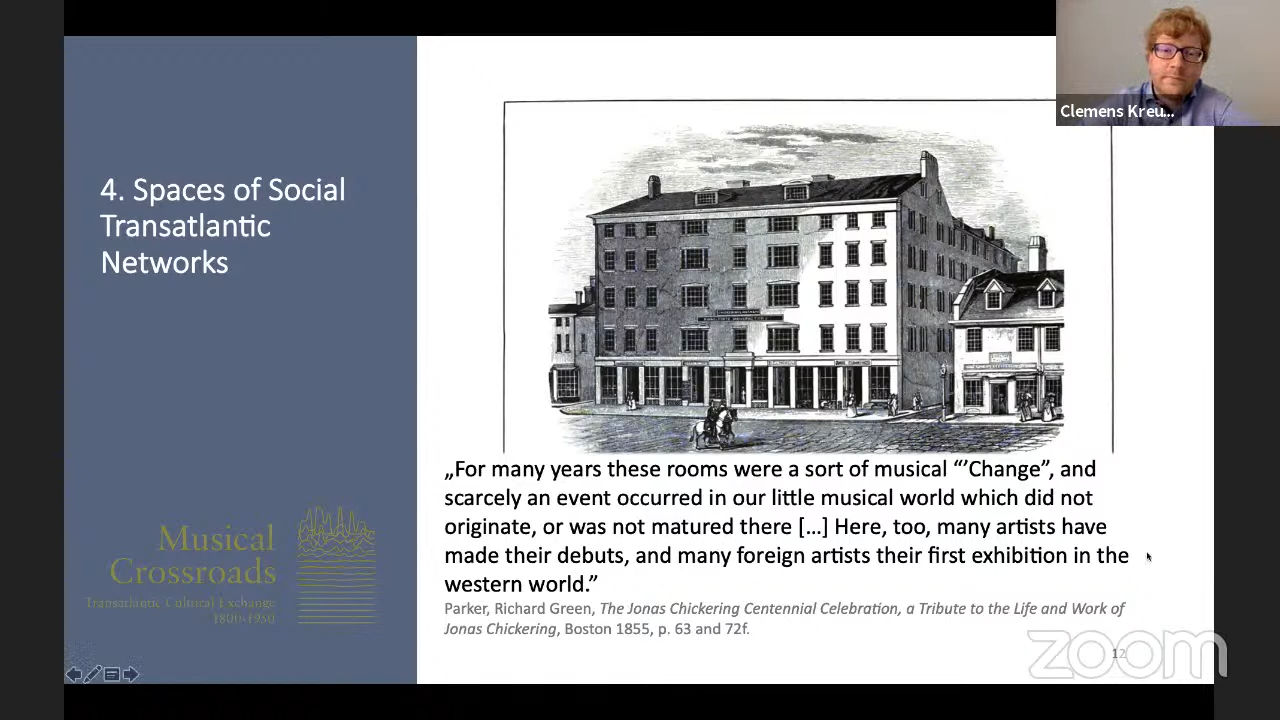 Clemens Kreu...
4. Spaces of Social
Transatlantic
Networks
„For many years these rooms were a sort of musical “’Change”, and
scarcely an event occurred in our little musical world which did not
originate, or was not matured there [...] Here, too, many artists have
made their debuts, and many foreign artists their first exhibition in the
western world.”
Parker, Richard Green, The Jonas Chickering Centennial Celebration, a Tribute to the Life and Work of
Jonas Chickering, Boston 1855, p. 63 and 72f.
Musical
Crossroads
Transatlantic Cultural Exchange
1800-1950
12
zoom